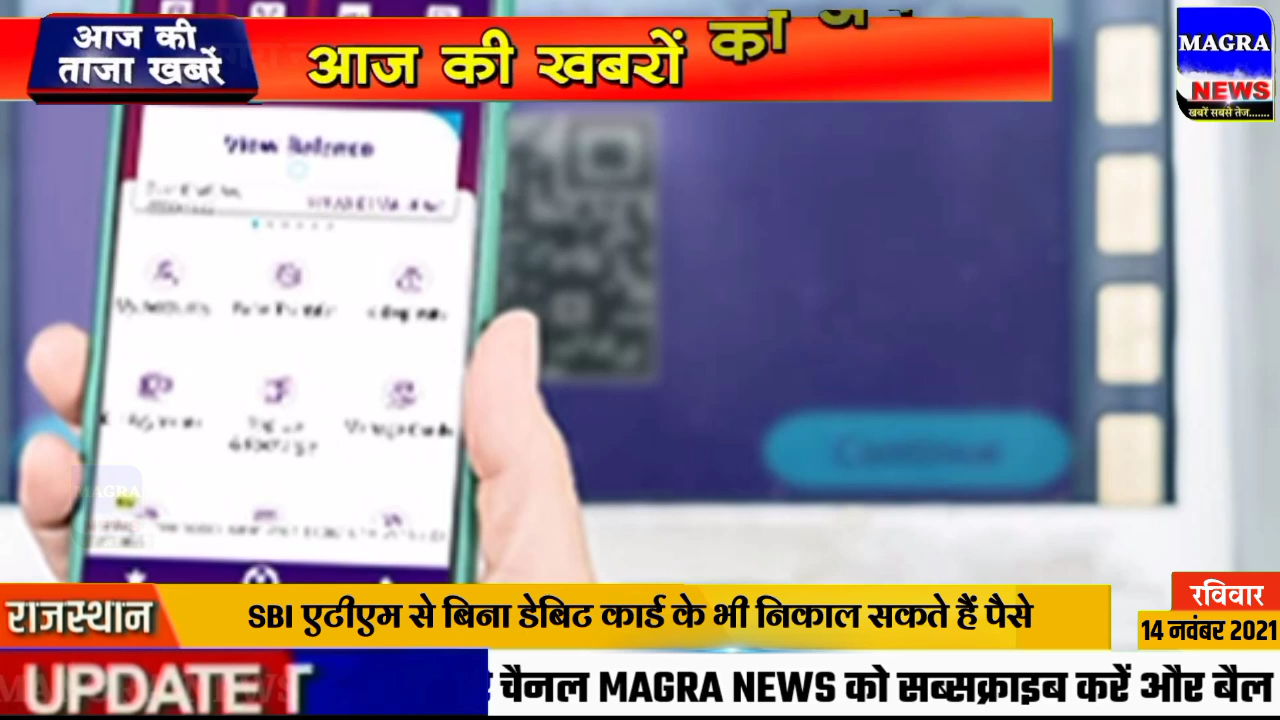 आज की
ताजा खबरें
आज की खबरों का
MAGRA
NEWS
खबरें सबसे तेज.......
View Balance
Continue
MAGRA
राजस्थान
SBI एटीएम से बिना डेबिट कार्ड के भी निकाल सकते हैं पैसे
रविवार
14 नवंबर 2021
UPDATE T
चैनल MAGRA NEWS को सब्सक्राइब करें और बैल